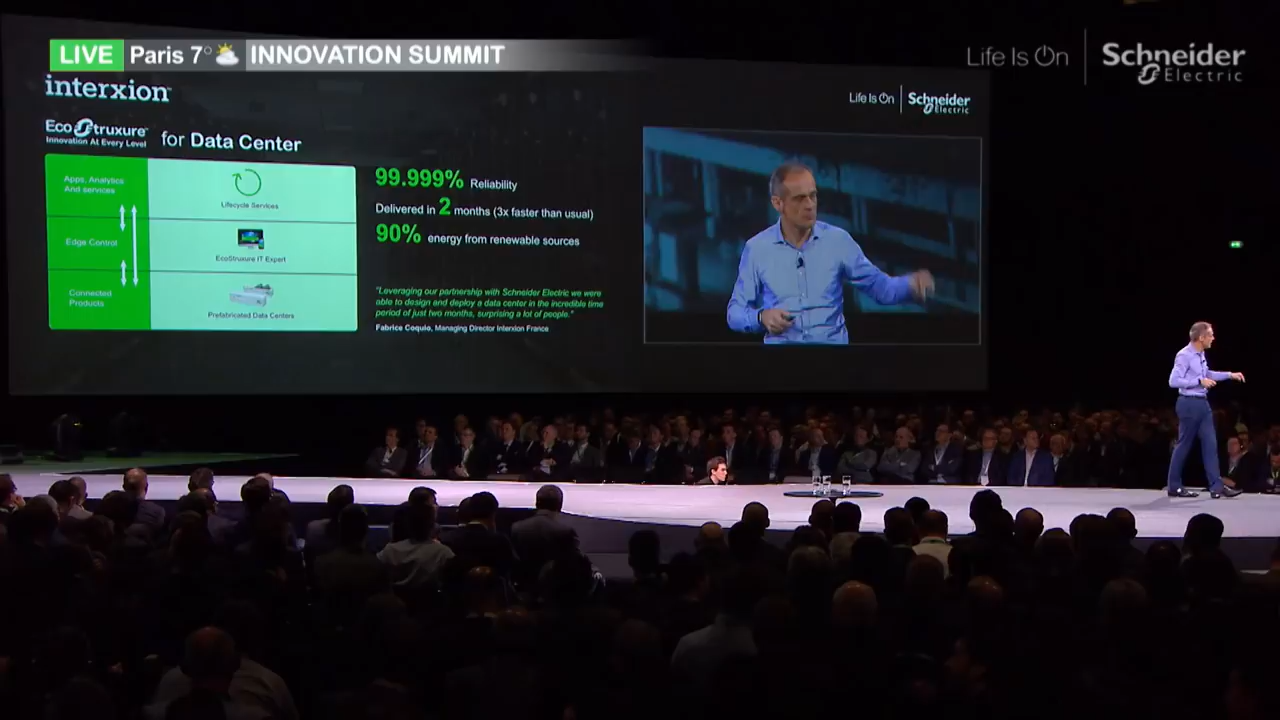 LIVE Paris 7° INNOVATION SUMMIT
Life Is On Schneider Electric
interxion
Life Is On Schneider Electric
EcoStruxure
Innovation At Every Level
for Data Center
Apps, Analytics
And services
Lifecycle Services
Edge Control
EcoStruxure IT Expert
Connected
Products
Prefabricated Data Centers
99.999% Reliability
Delivered in 2 months (3x faster than usual)
90% energy from renewable sources
"Leveraging our partnership with Schneider Electric we were
able to design and deploy a data center in the incredible time
period of just two months, surprising a lot of people."
Fabrice Coquio, Managing Director Interxion France